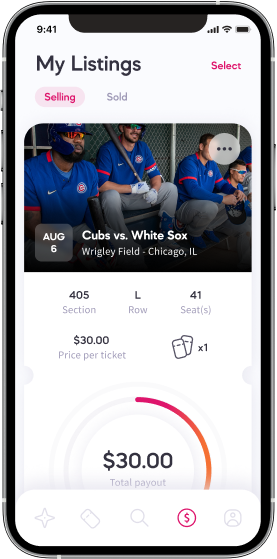 9:41
My Listings
Select
Selling Sold
AUG
6
Cubs vs. White Sox
Wrigley Field - Chicago, IL
405 L 41
Section Row Seat(s)
$30.00
Price per ticket
x1
$30.00
Total payout
$